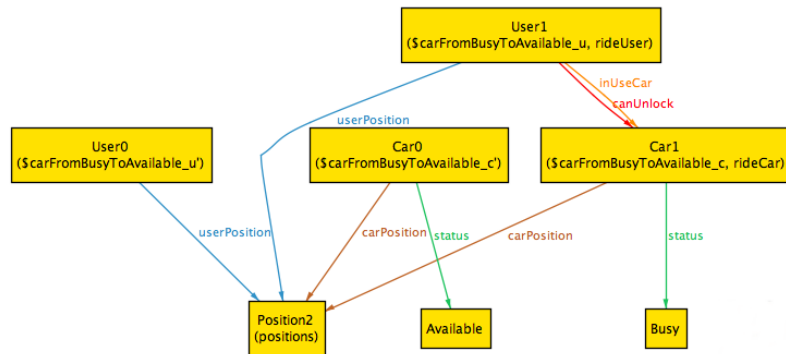 User1
($carFromBusyToAvailable_u, rideUser)
inUseCar
canUnlock
userPosition
User0
($carFromBusyToAvailable_u')
Car0
($carFromBusyToAvailable_c')
Car1
($carFromBusyToAvailable_c, rideCar)
userPosition
carPosition
status
carPosition
status
Position2
(positions)
Available
Busy